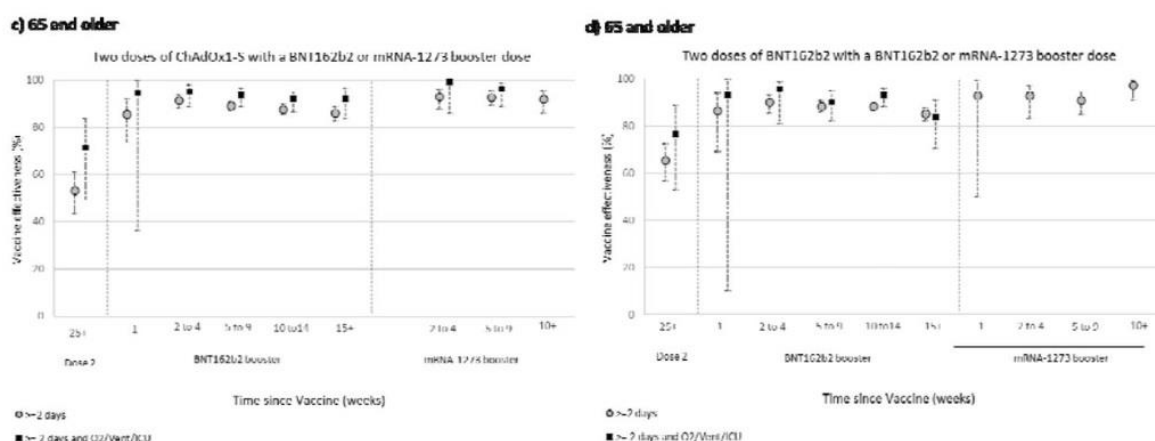 c) 65 and older
Two doses of ChAdOx1-S with a BNT162b2 or mRNA-1273 booster dose
Vaccine effectiveness (%)
100
80
60
40
20
0
25+
1
2 to 4
5 to 9
10 to14
15+
2 to 4
5 to 9
10+
Dose 2
BNT162b2 booster
mRNA-1273 booster
Time since Vaccine (weeks)
>=2 days
>= 2 days and O2/Vent/ICU
d) 65 and older
Two doses of BNT162b2 with a BNT162b2 or mRNA-1273 booster dose
Vaccine effectiveness (%)
100
80
60
40
20
0
25+
1
2 to 4
5 to 9
10 to14
15+
1
2 to 4
5 to 9
10+
Dose 2
BNT162b2 booster
mRNA-1273 booster
Time since Vaccine (weeks)
>=2 days
>= 2 days and O2/Vent/ICU